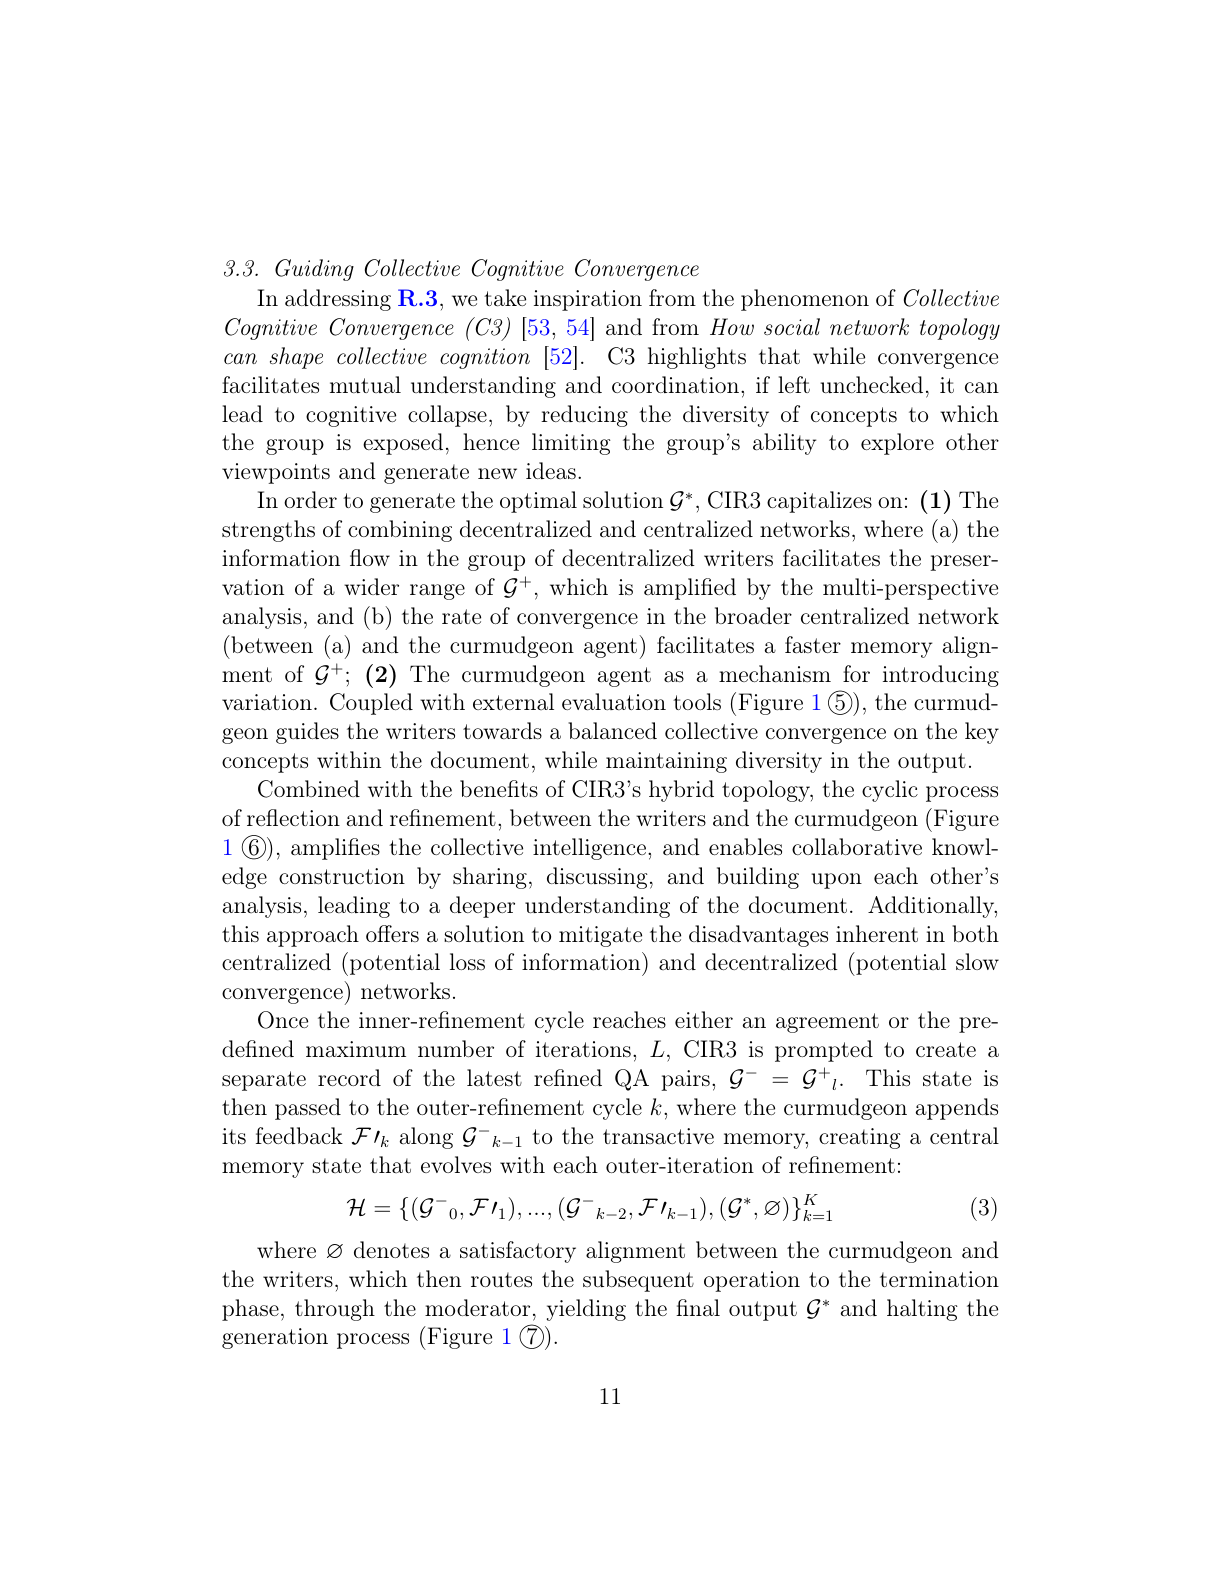 3.3. Guiding Collective Cognitive Convergence
In addressing R.3, we take inspiration from the phenomenon of Collective
Cognitive Convergence (C3) [53, 54] and from How social network topology
can shape collective cognition [52]. C3 highlights that while convergence
facilitates mutual understanding and coordination, if left unchecked, it can
lead to cognitive collapse, by reducing the diversity of concepts to which
the group is exposed, hence limiting the group's ability to explore other
viewpoints and generate new ideas.
In order to generate the optimal solution 𝒢*, CIR3 capitalizes on: (1) The
strengths of combining decentralized and centralized networks, where (a) the
information flow in the group of decentralized writers facilitates the preser-
vation of a wider range of 𝒢⁺, which is amplified by the multi-perspective
analysis, and (b) the rate of convergence in the broader centralized network
(between (a) and the curmudgeon agent) facilitates a faster memory align-
ment of 𝒢⁺; (2) The curmudgeon agent as a mechanism for introducing
variation. Coupled with external evaluation tools (Figure 1 ⑤), the curmud-
geon guides the writers towards a balanced collective convergence on the key
concepts within the document, while maintaining diversity in the output.
Combined with the benefits of CIR3's hybrid topology, the cyclic process
of reflection and refinement, between the writers and the curmudgeon (Figure
1 ⑥), amplifies the collective intelligence, and enables collaborative knowl-
edge construction by sharing, discussing, and building upon each other's
analysis, leading to a deeper understanding of the document. Additionally,
this approach offers a solution to mitigate the disadvantages inherent in both
centralized (potential loss of information) and decentralized (potential slow
convergence) networks.
Once the inner-refinement cycle reaches either an agreement or the pre-
defined maximum number of iterations, L, CIR3 is prompted to create a
separate record of the latest refined QA pairs, 𝒢⁻ = 𝒢⁺ₗ. This state is
then passed to the outer-refinement cycle k, where the curmudgeon appends
its feedback ℱ′ₖ along 𝒢⁻ₖ₋₁ to the transactive memory, creating a central
memory state that evolves with each outer-iteration of refinement:
ℋ = {(𝒢⁻₀, ℱ′₁), ..., (𝒢⁻ₖ₋₂, ℱ′ₖ₋₁), (𝒢*, ∅)}ᴷₖ₌₁ (3)
where ∅ denotes a satisfactory alignment between the curmudgeon and
the writers, which then routes the subsequent operation to the termination
phase, through the moderator, yielding the final output 𝒢* and halting the
generation process (Figure 1 ⑦).
11